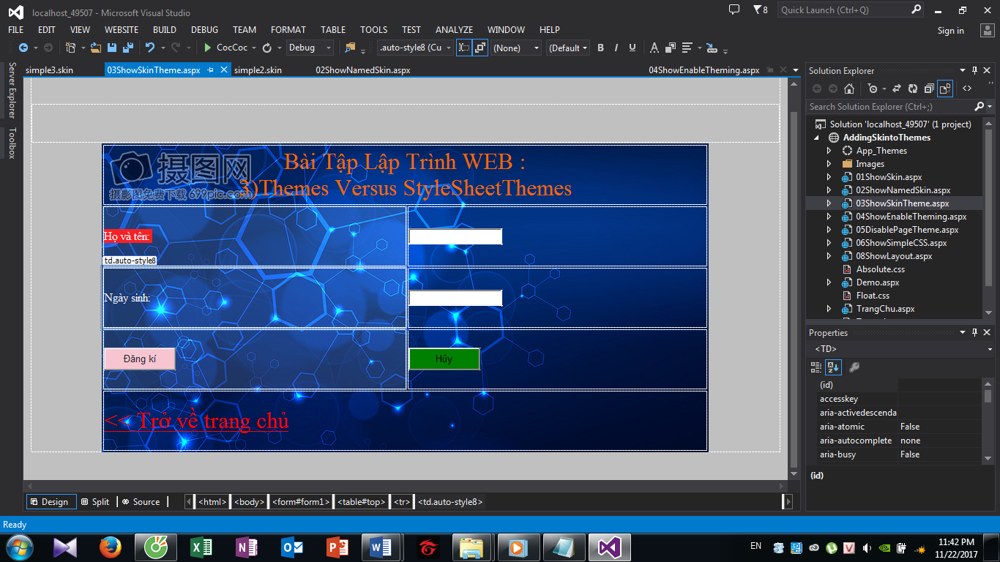 localhost_49507 - Microsoft Visual Studio
8
Quick Launch (Ctrl+Q)
FILE EDIT VIEW WEBSITE BUILD DEBUG TEAM FORMAT TABLE TOOLS TEST ANALYZE WINDOW HELP
Sign in
CocCoc Debug .auto-style8 (Cu (None) (Default B I U A
Server Explorer
Toolbox
simple3.skin 03ShowSkinTheme.aspx simple2.skin 02ShowNamedSkin.aspx 04ShowEnableTheming.aspx
摄图网
摄影图免费下载 699pic.com
Bài Tập Lập Trình WEB :
3)Themes Versus StyleSheetThemes
Họ và tên:
td.auto-style8
Ngày sinh:
Đăng kí Hủy
<< Trở về trang chủ
Design Split Source <html> <body> <form#form1> <table#top> <tr> <td.auto-style8>
Solution Explorer
Search Solution Explorer (Ctrl+;)
Solution 'localhost_49507' (1 project)
AddingSkintoThemes
App_Themes
Images
01ShowSkin.aspx
02ShowNamedSkin.aspx
03ShowSkinTheme.aspx
04ShowEnableTheming.aspx
05DisablePageTheme.aspx
06ShowSimpleCSS.aspx
08ShowLayout.aspx
Absolute.css
Demo.aspx
Float.css
TrangChu.aspx
Properties
<TD>
(id)
accesskey
aria-activedescenda
aria-atomic False
aria-autocomplete none
aria-busy False
(id)
Ready
EN
11:42 PM
11/22/2017